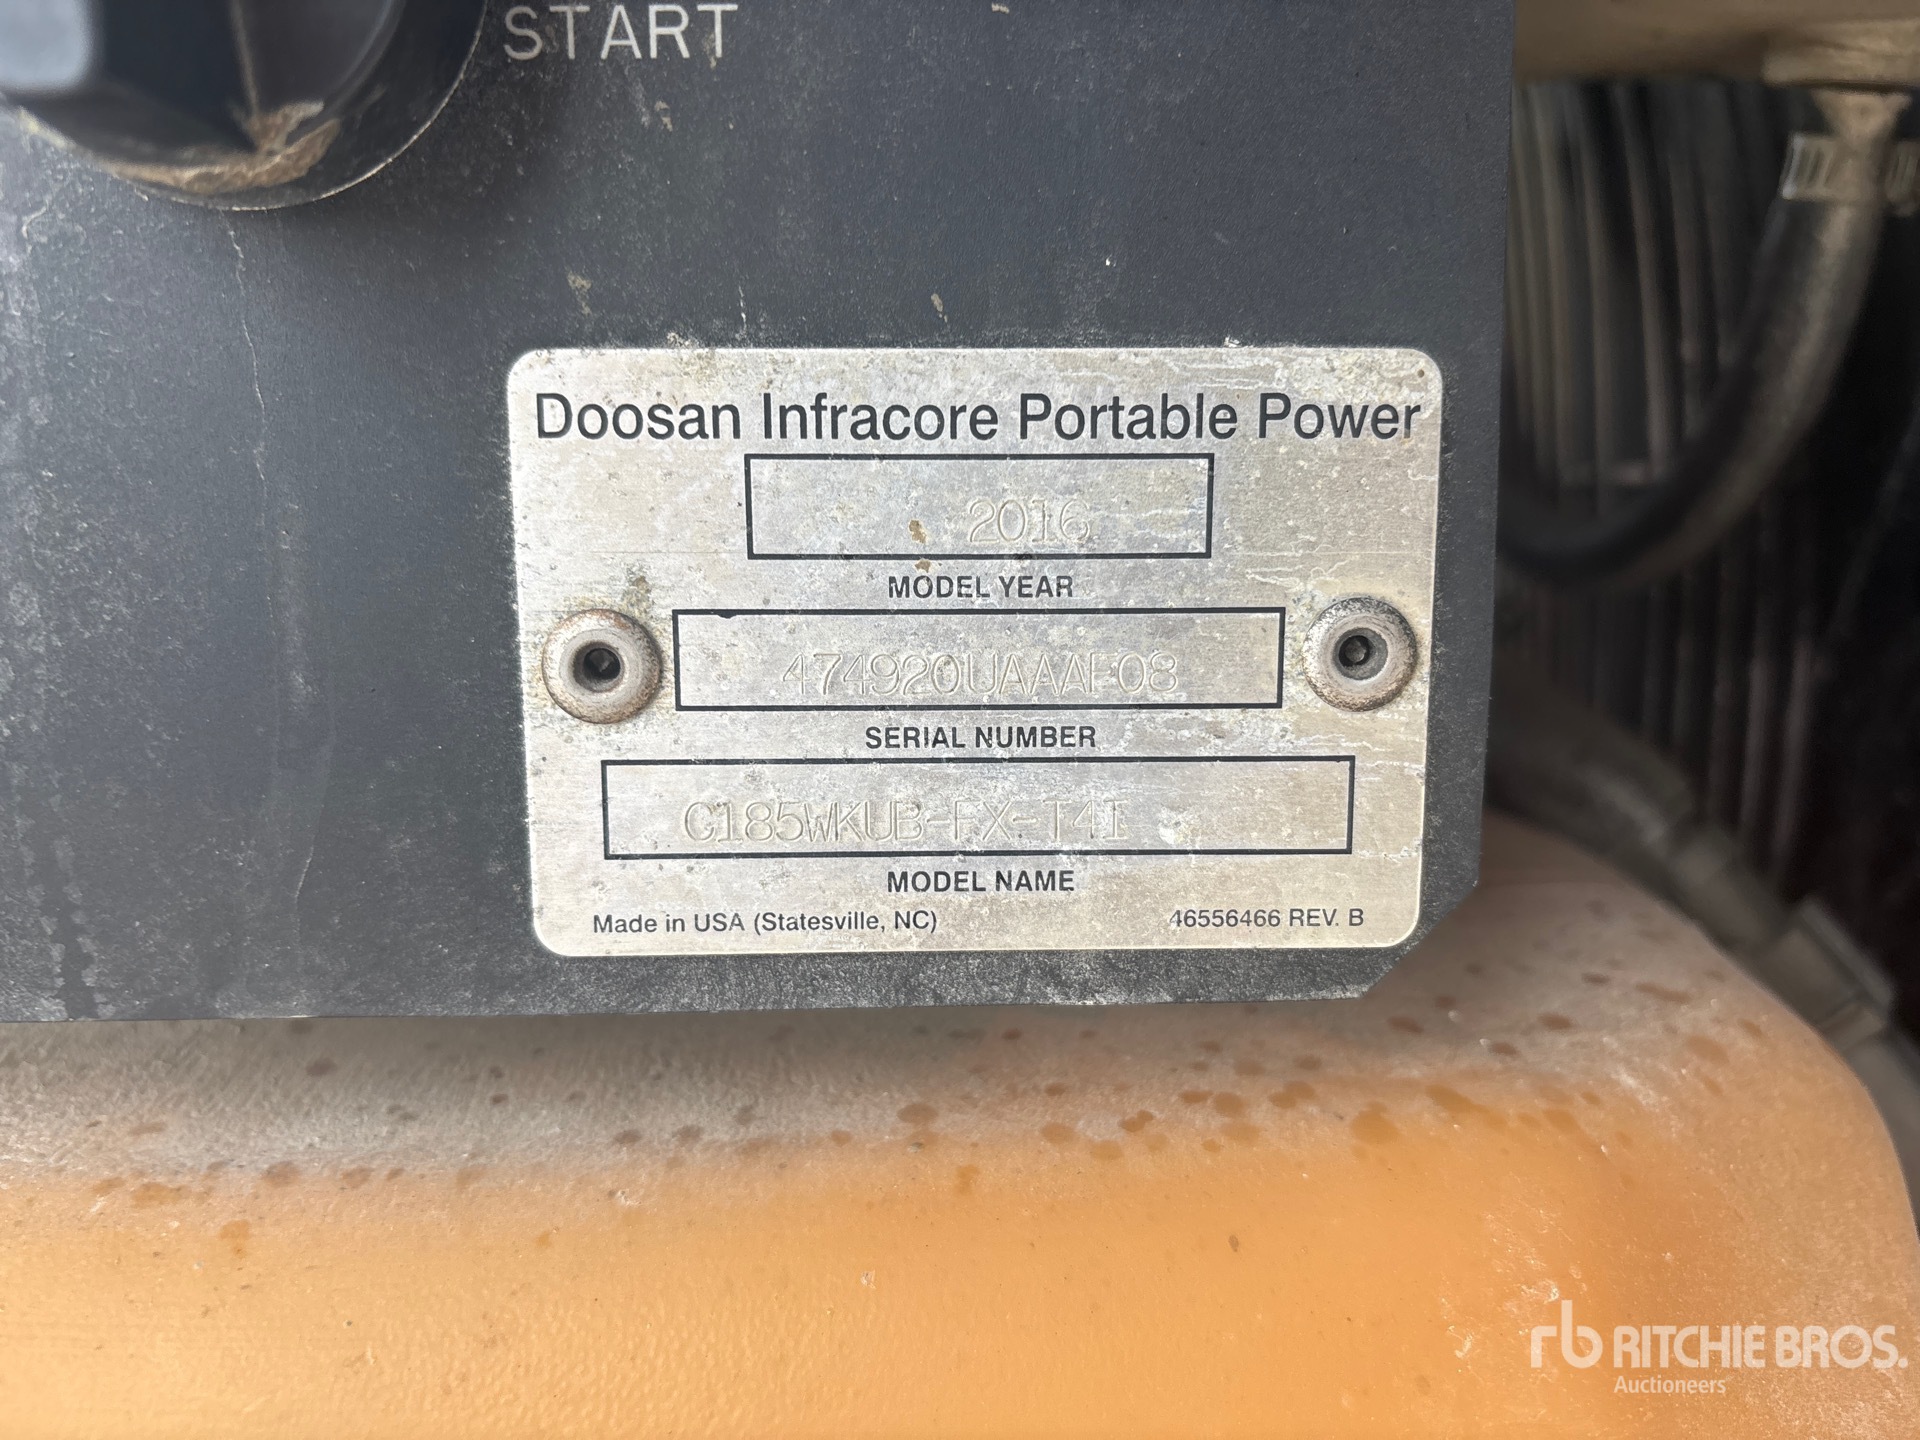 START
Doosan Infracore Portable Power
2016
MODEL YEAR
474920UAAAF08
SERIAL NUMBER
C185WKUB-FX-T4I
MODEL NAME
Made in USA (Statesville, NC)
46556466 REV. B
rb RITCHIE BROS.
Auctioneers